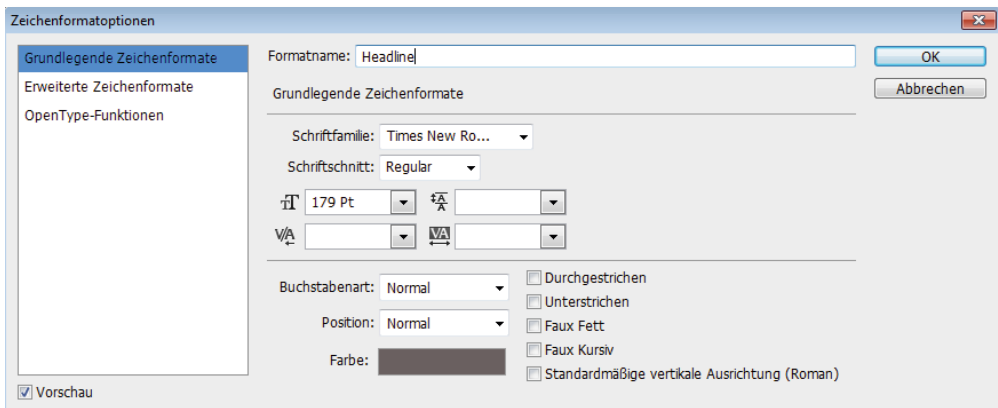 Zeichenformatoptionen
Grundlegende Zeichenformate
Erweiterte Zeichenformate
OpenType-Funktionen
Vorschau
Formatname: Headline
Grundlegende Zeichenformate
Schriftfamilie: Times New Ro...
Schriftschnitt: Regular
179 Pt
Buchstabenart: Normal
Position: Normal
Farbe:
Durchgestrichen
Unterstrichen
Faux Fett
Faux Kursiv
Standardmäßige vertikale Ausrichtung (Roman)
OK
Abbrechen